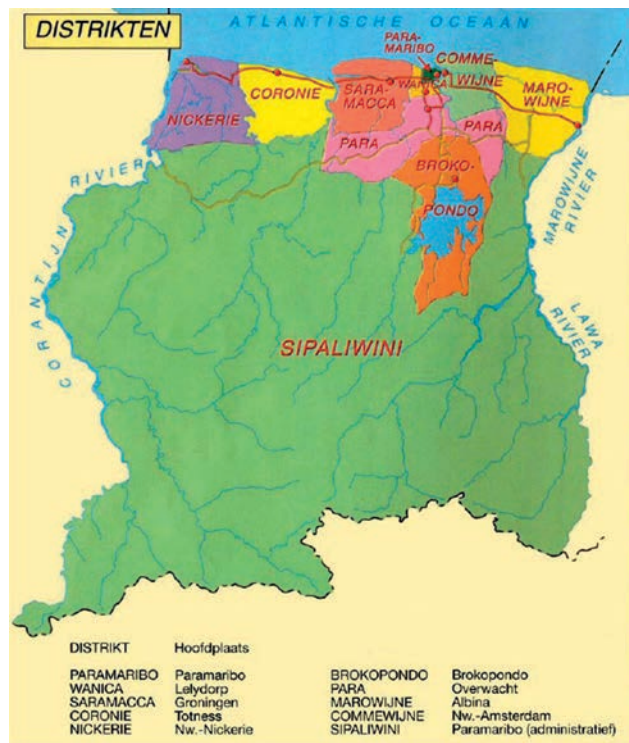 DISTRIKTEN
ATLANTISCHE OCEAAN
PARA-
MARIBO
COMME-
WIJNE
WANICA
SARA-
MACCA
CORONIE
NICKERIE
MARO-
WIJNE
PARA
PARA
BROKO-
PONDO
CORANTIJN RIVIER
MAROWIJNE
RIVIER
LAWA
RIVIER
SIPALIWINI
DISTRIKT Hoofdplaats
PARAMARIBO Paramaribo
WANICA Lelydorp
SARAMACCA Groningen
CORONIE Totness
NICKERIE Nw.-Nickerie
BROKOPONDO Brokopondo
PARA Overwacht
MAROWIJNE Albina
COMMEWIJNE Nw.-Amsterdam
SIPALIWINI Paramaribo (administratief)